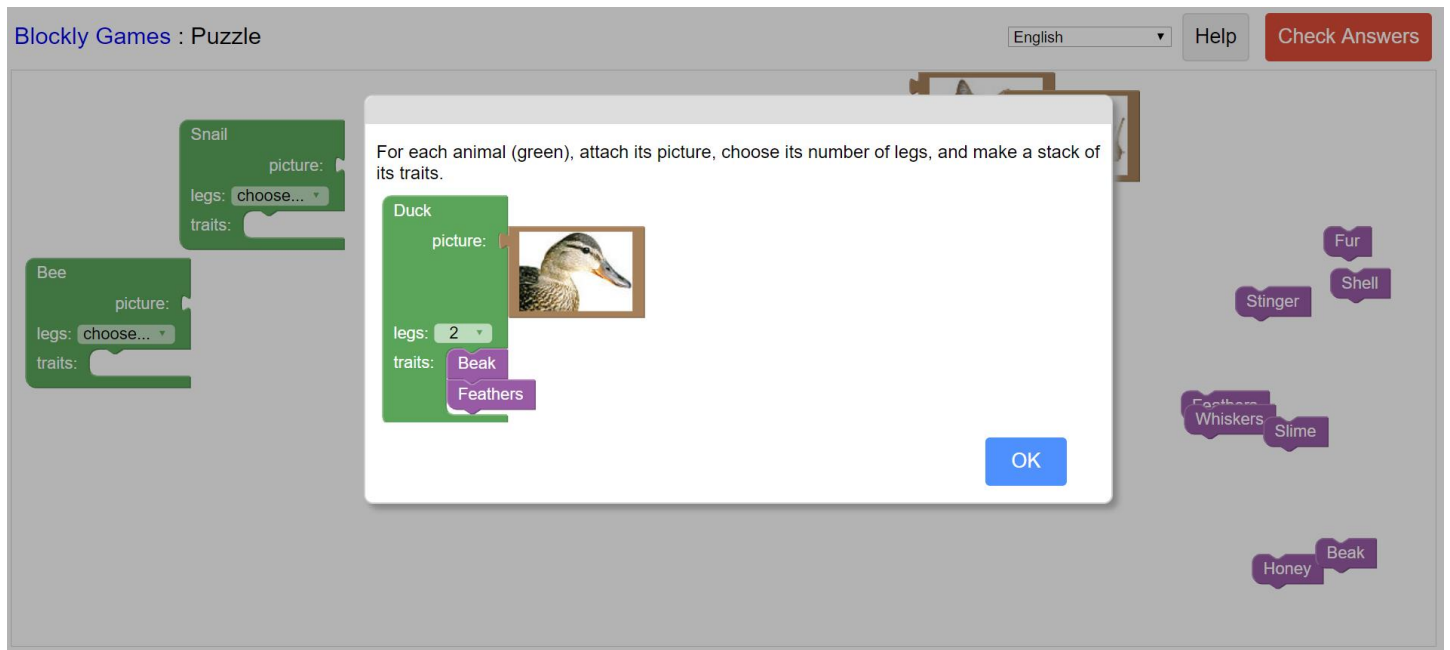 Blockly Games : Puzzle
English
Help
Check Answers
Snail
picture:
legs: choose...
traits:
Bee
picture:
legs: choose...
traits:
For each animal (green), attach its picture, choose its number of legs, and make a stack of
its traits.
Duck
picture:
legs: 2
traits: Beak
Feathers
OK
Fur
Shell
Stinger
Feathers
Whiskers
Slime
Beak
Honey